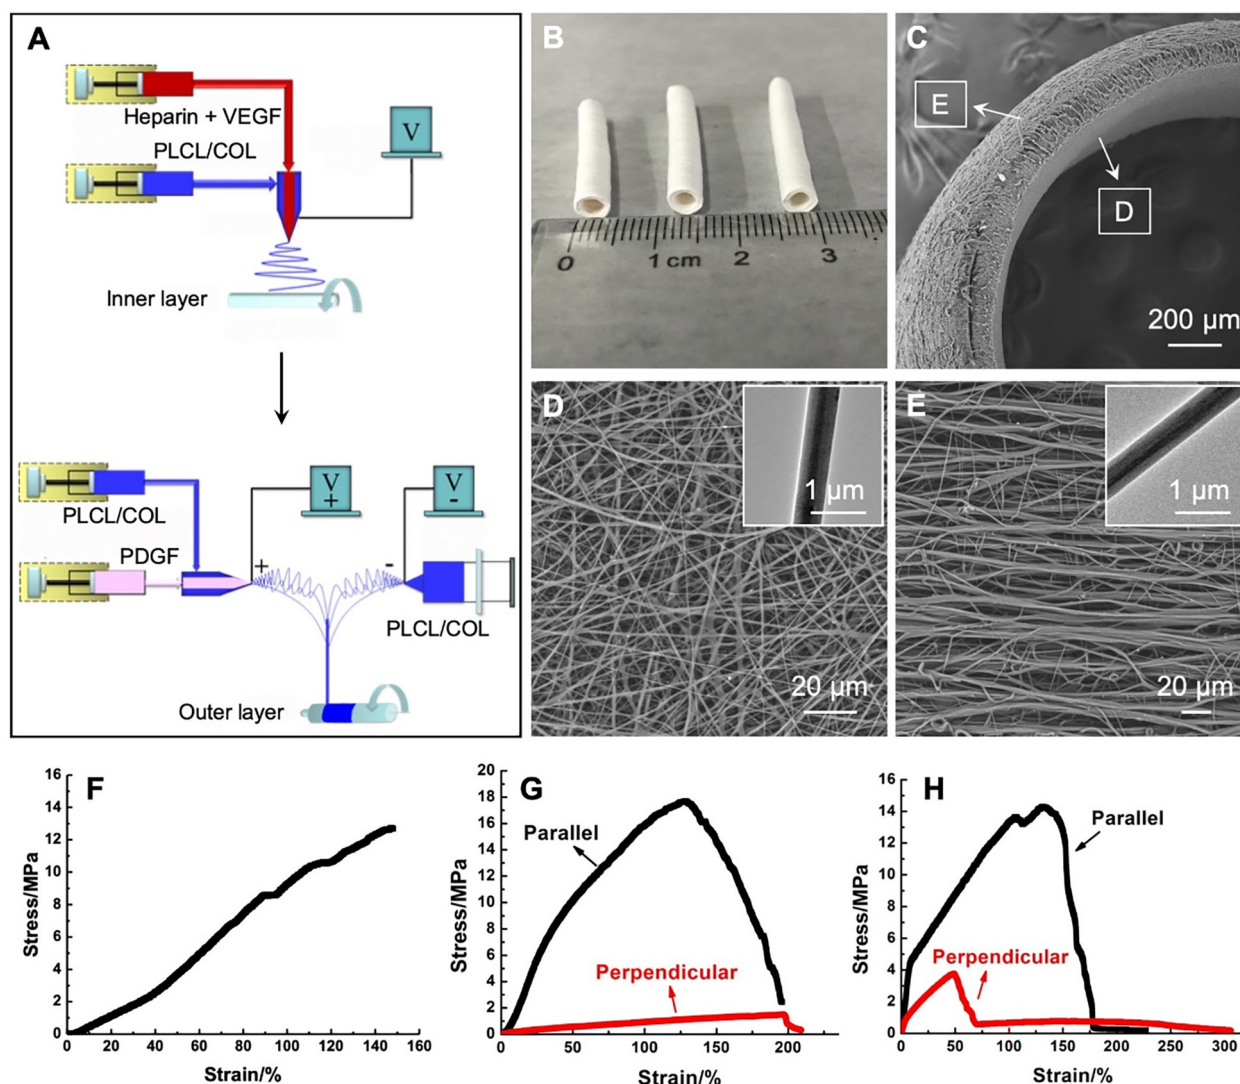 A
Heparin + VEGF
PLCL/COL
V
Inner layer
PLCL/COL
PDGF
V
+
V
-
+
-
PLCL/COL
Outer layer
B
0 1 cm 2 3
C
E
D
200 µm
D
1 µm
20 µm
E
1 µm
20 µm
F
Stress/MPa
16
14
12
10
8
6
4
2
0
0 20 40 60 80 100 120 140 160
Strain/%
G
Stress/MPa
20
18
16
14
12
10
8
6
4
2
0
Parallel
Perpendicular
0 50 100 150 200
Strain/%
H
Stress/MPa
16
14
12
10
8
6
4
2
0
Parallel
Perpendicular
0 50 100 150 200 250 300
Strain/%